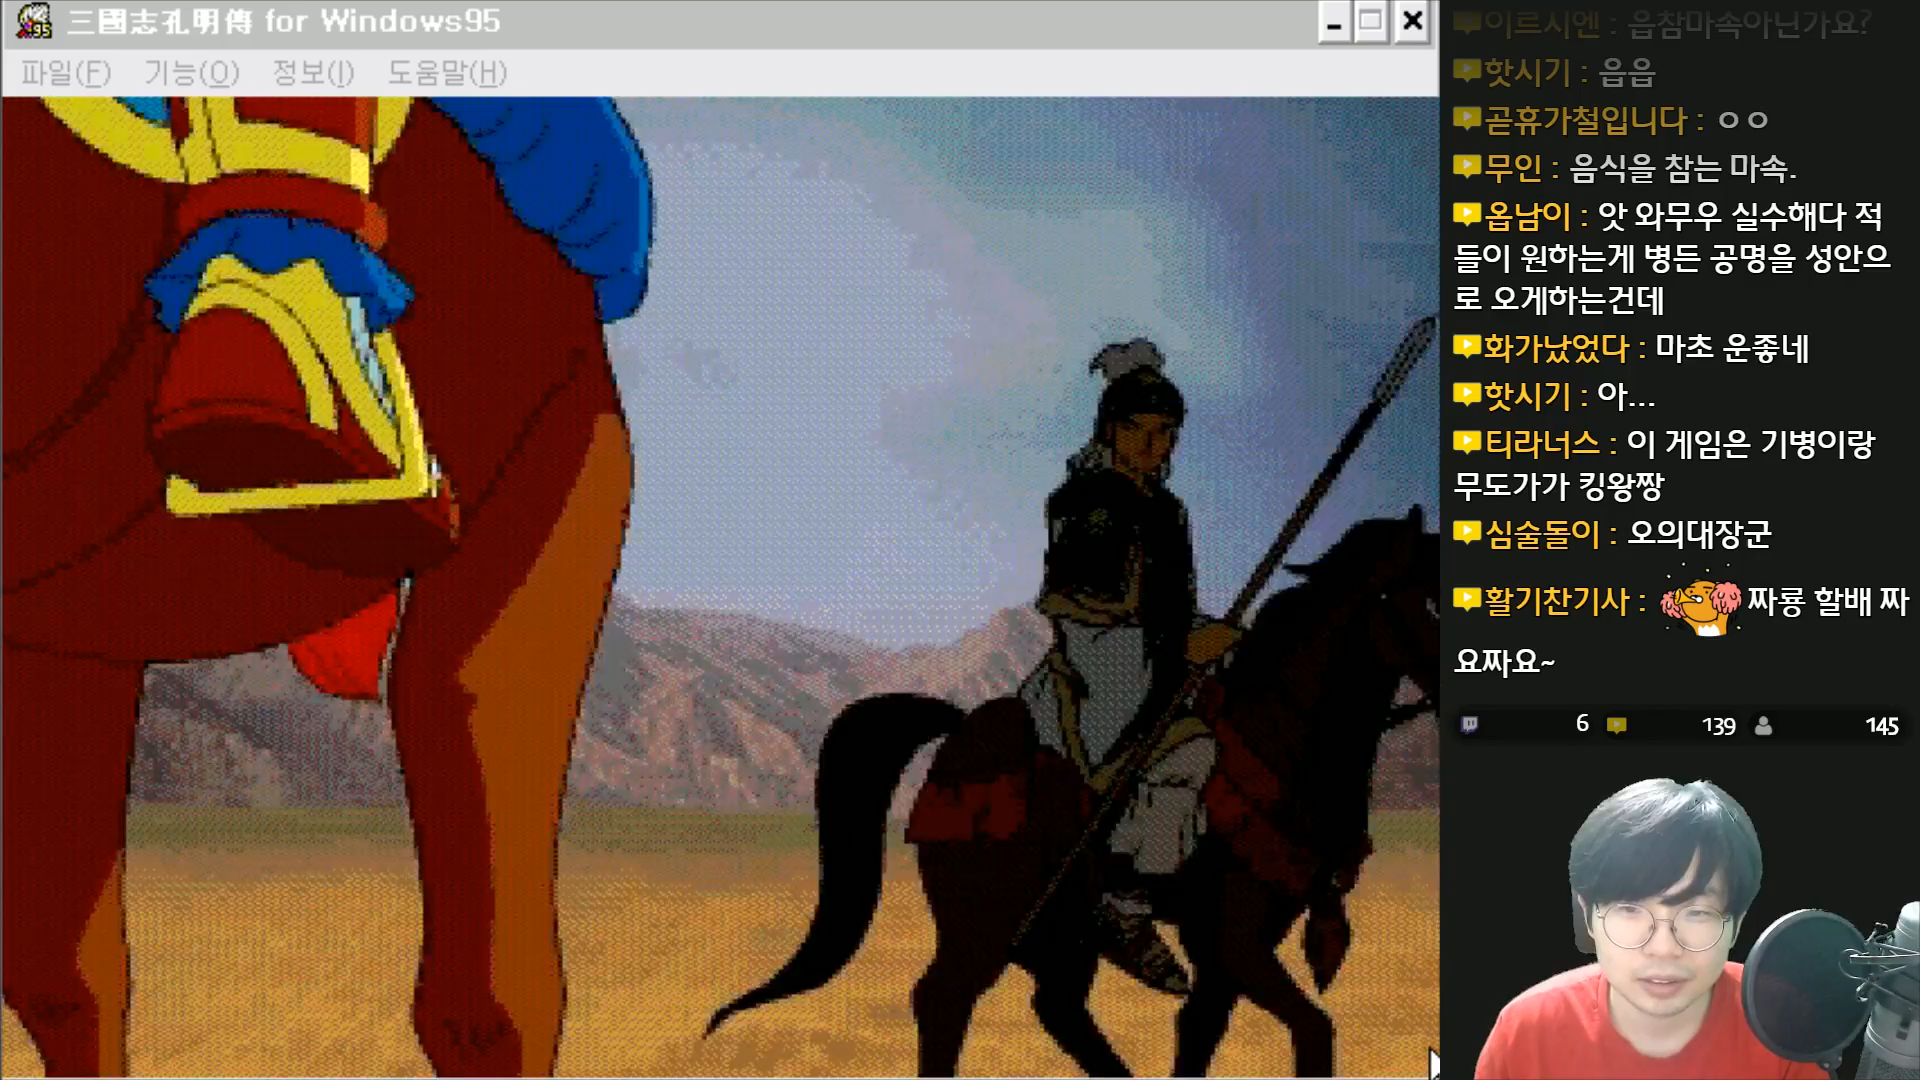 三國志孔明傳 for Windows95
파일(F) 기능(O) 정보(I) 도움말(H)
이르시엔 : 읍참마속아닌가요?
핫시기 : 읍읍
곧휴가철입니다 : ㅇㅇ
무인 : 음식을 참는 마속.
옵남이 : 앗 와무우 실수해다 적
들이 원하는게 병든 공명을 성안으
로 오게하는건데
화가났었다 : 마초 운좋네
핫시기 : 아...
티라너스 : 이 게임은 기병이랑
무도가가 킹왕짱
심술돌이 : 오의대장군
활기찬기사 : 짜룡 할배 짜
요짜요~
6 139 145